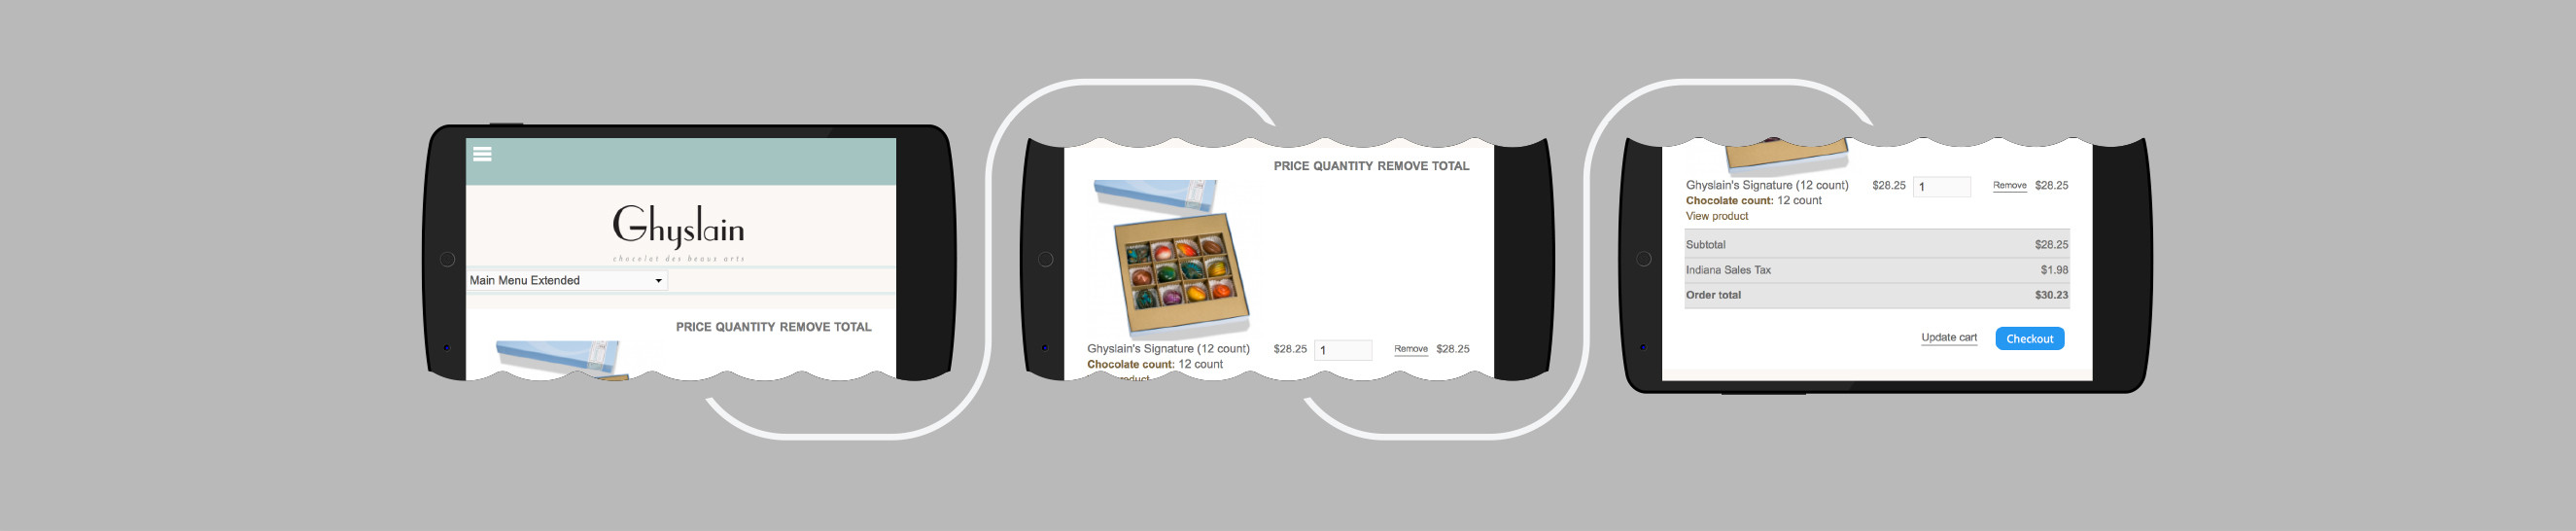 Ghyslain
chocolat des beaux arts
Main Menu Extended
PRICE QUANTITY REMOVE TOTAL
PRICE QUANTITY REMOVE TOTAL
Ghyslain's Signature (12 count) $28.25 1 Remove $28.25
Chocolate count: 12 count
Ghyslain's Signature (12 count) $28.25 1 Remove $28.25
Chocolate count: 12 count
View product
Subtotal $28.25
Indiana Sales Tax $1.98
Order total $30.23
Update cart Checkout